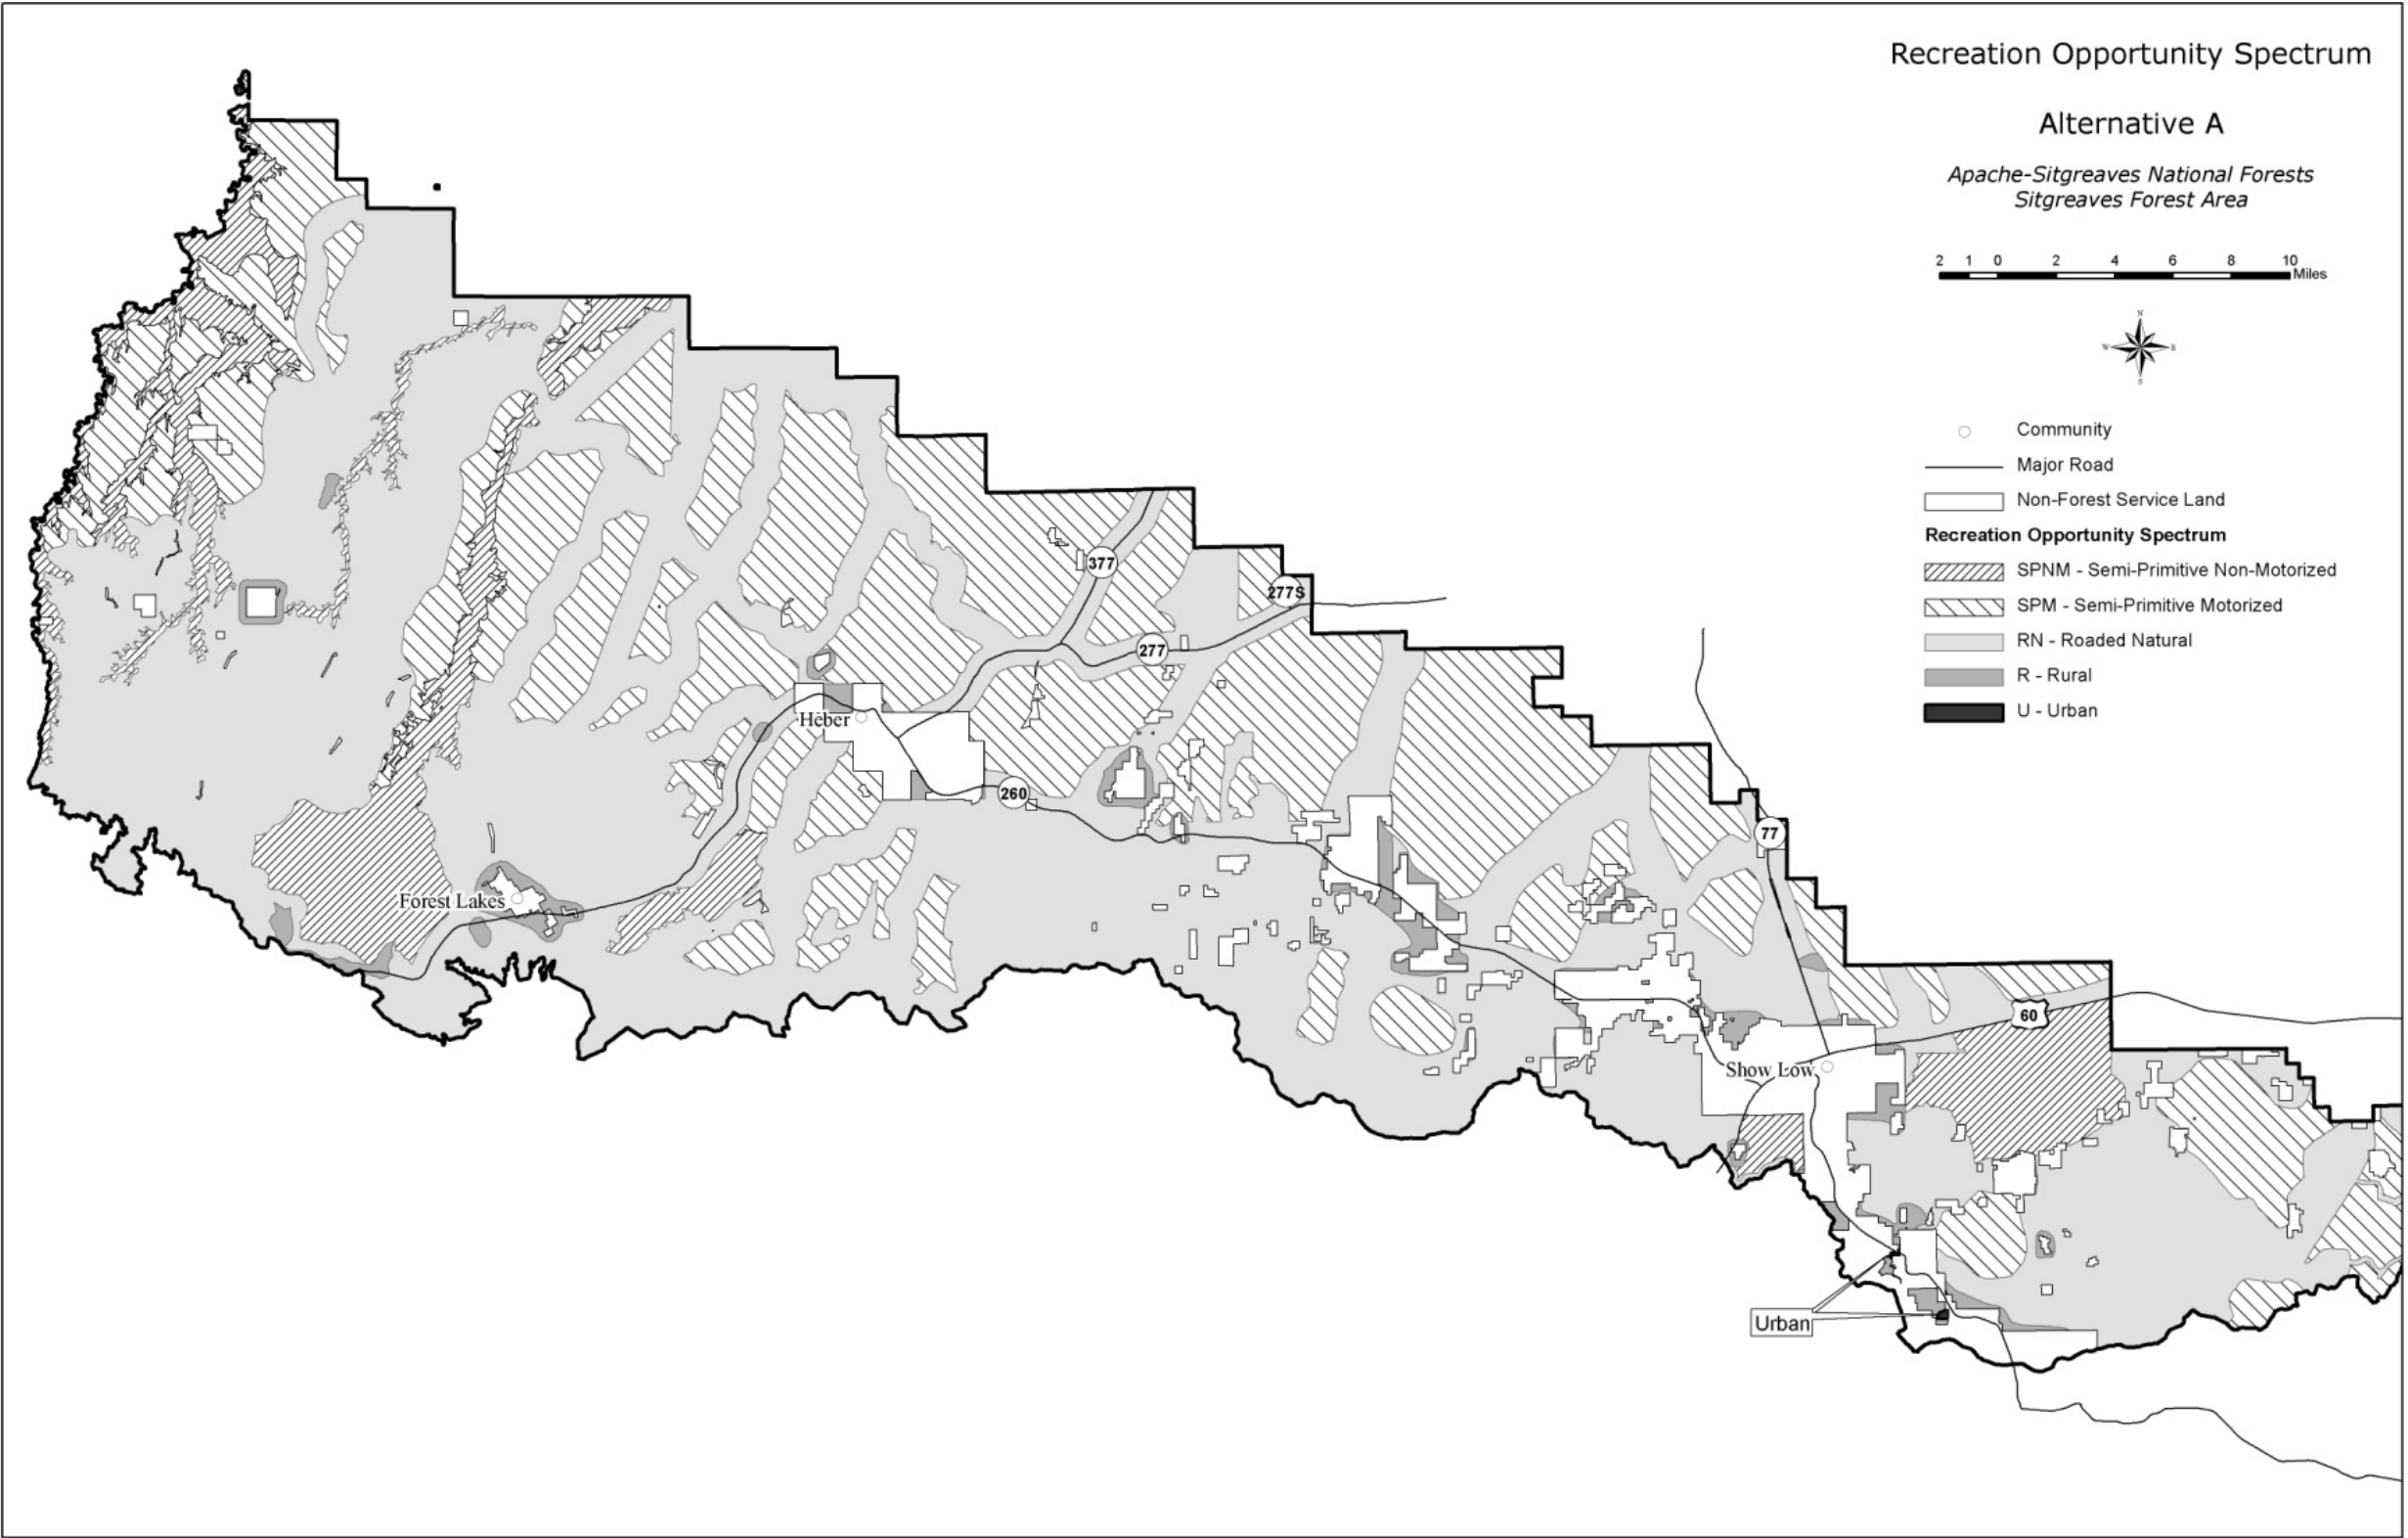 Recreation Opportunity Spectrum
Alternative A
Apache-Sitgreaves National Forests
Sitgreaves Forest Area
2 1 0 2 4 6 8 10
Miles
N
W E
S
Community
Major Road
Non-Forest Service Land
Recreation Opportunity Spectrum
SPNM - Semi-Primitive Non-Motorized
SPM - Semi-Primitive Motorized
RN - Roaded Natural
R - Rural
U - Urban
377
277S
277
Heber
260
77
Forest Lakes
60
Show Low
Urban